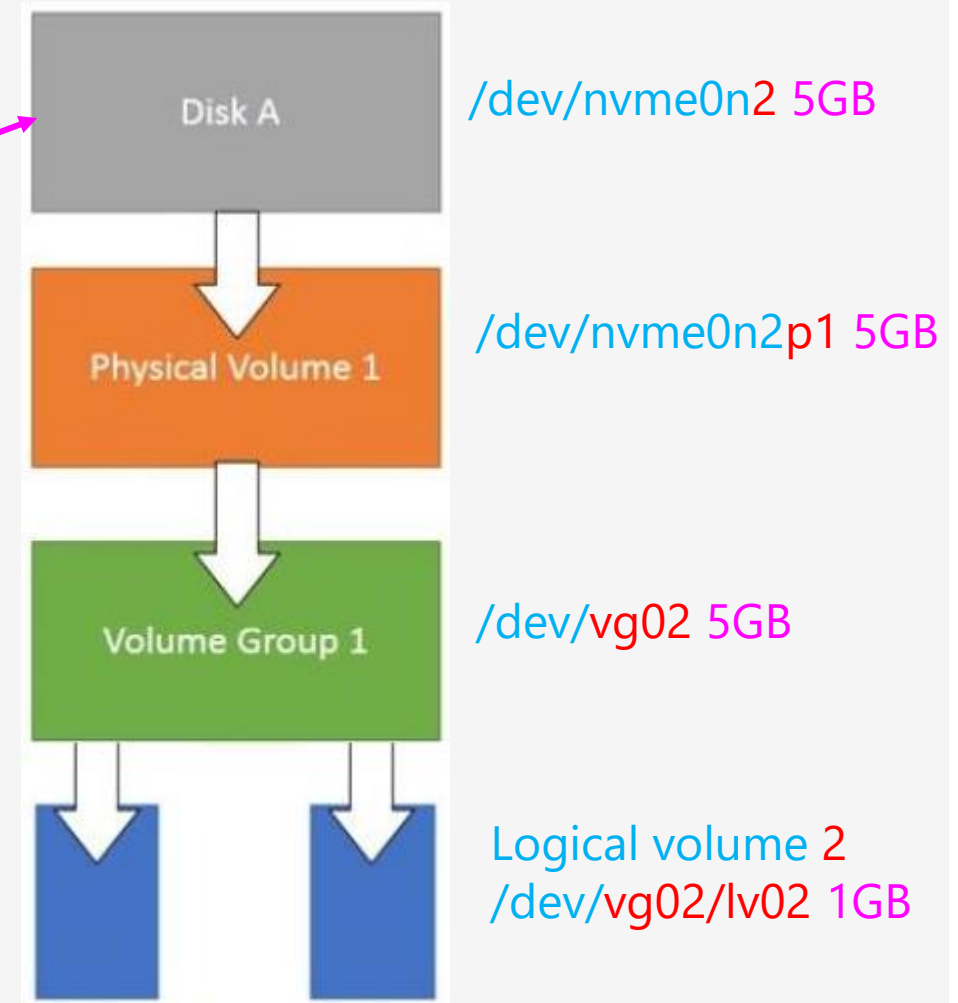 Disk A
/dev/nvme0n2 5GB
Physical Volume 1
/dev/nvme0n2p1 5GB
Volume Group 1
/dev/vg02 5GB
Logical volume 2
/dev/vg02/lv02 1GB